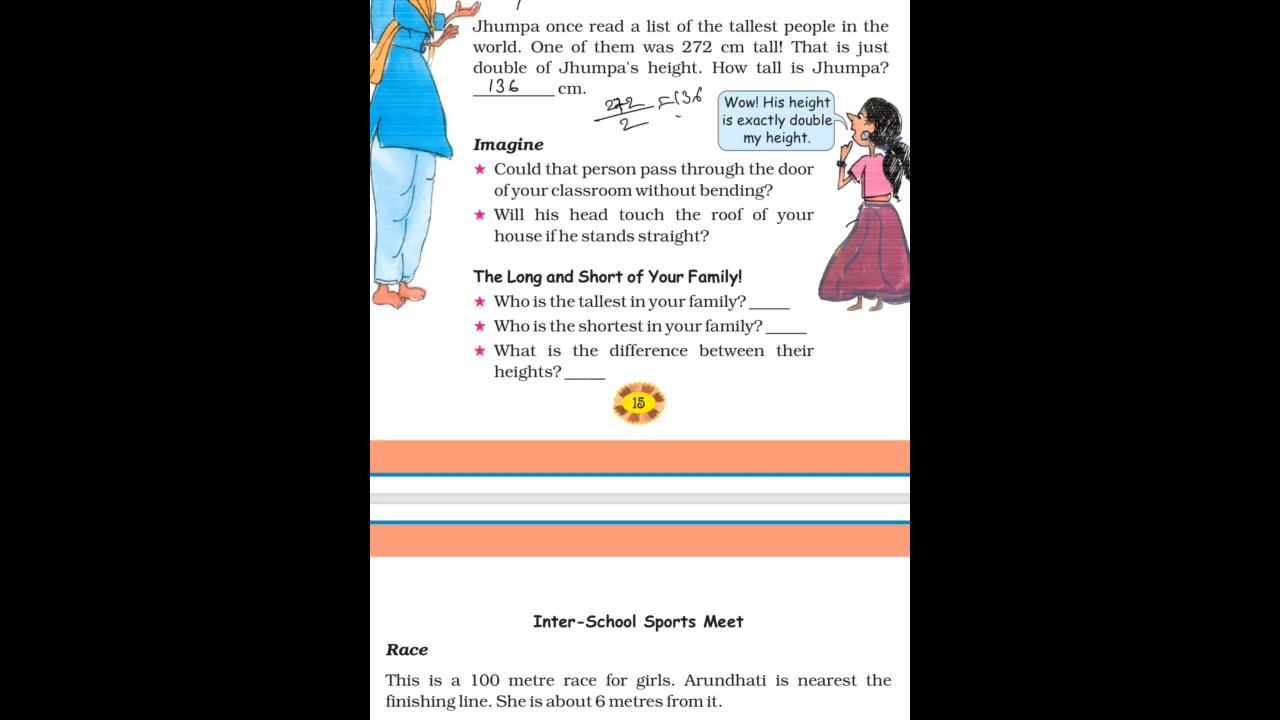 Jhumpa once read a list of the tallest people in the
world. One of them was 272 cm tall! That is just
double of Jhumpa's height. How tall is Jhumpa?
136 cm.
272/2 = 136
Wow! His height
is exactly double
my height.
Imagine
★ Could that person pass through the door
of your classroom without bending?
★ Will his head touch the roof of your
house if he stands straight?
The Long and Short of Your Family!
★ Who is the tallest in your family? _____
★ Who is the shortest in your family? _____
★ What is the difference between their
heights? _____
15
Inter-School Sports Meet
Race
This is a 100 metre race for girls. Arundhati is nearest the
finishing line. She is about 6 metres from it.